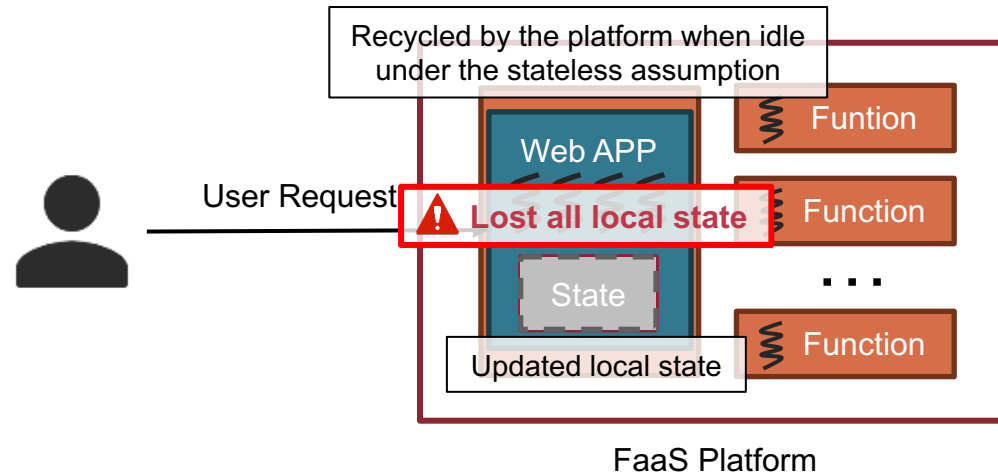 Recycled by the platform when idle
under the stateless assumption
Funtion
Web APP
User Request
Lost all local state
Function
...
State
Function
Updated local state
FaaS Platform